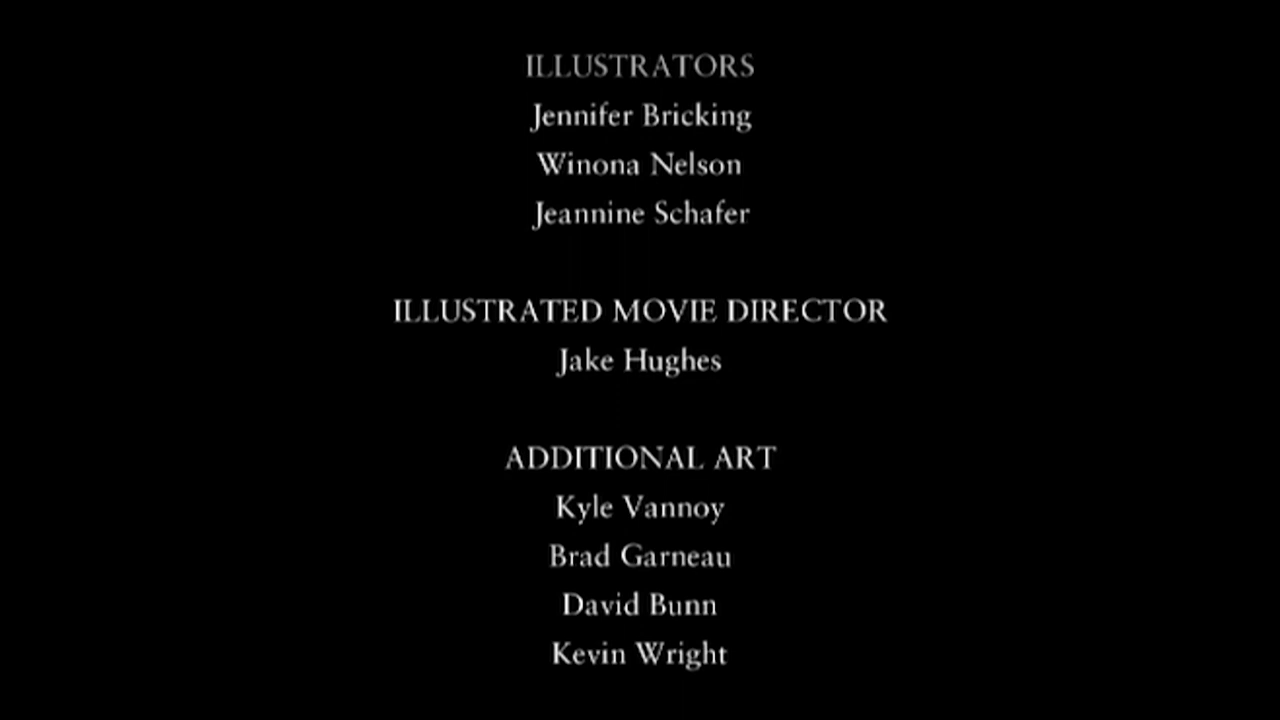 ILLUSTRATORS
Jennifer Bricking
Winona Nelson
Jeannine Schafer
ILLUSTRATED MOVIE DIRECTOR
Jake Hughes
ADDITIONAL ART
Kyle Vannoy
Brad Garneau
David Bunn
Kevin Wright